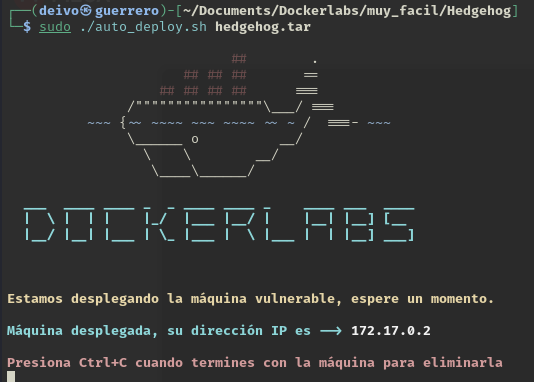 ┌──(deivo㉿guerrero)-[~/Documents/Dockerlabs/muy_facil/Hedgehog]
└─$ sudo ./auto_deploy.sh hedgehog.tar
##         .
## ## ##        ==
## ## ## ##       ===
/""""""""""""""""\___/ ===
~~~ {~~ ~~~~ ~~~ ~~~~ ~~ ~ /  ===- ~~~
\______ o          __/
\    \        __/
\____\______/
DOCKERLABS
Estamos desplegando la máquina vulnerable, espere un momento.
Máquina desplegada, su dirección IP es --> 172.17.0.2
Presiona Ctrl+C cuando termines con la máquina para eliminarla